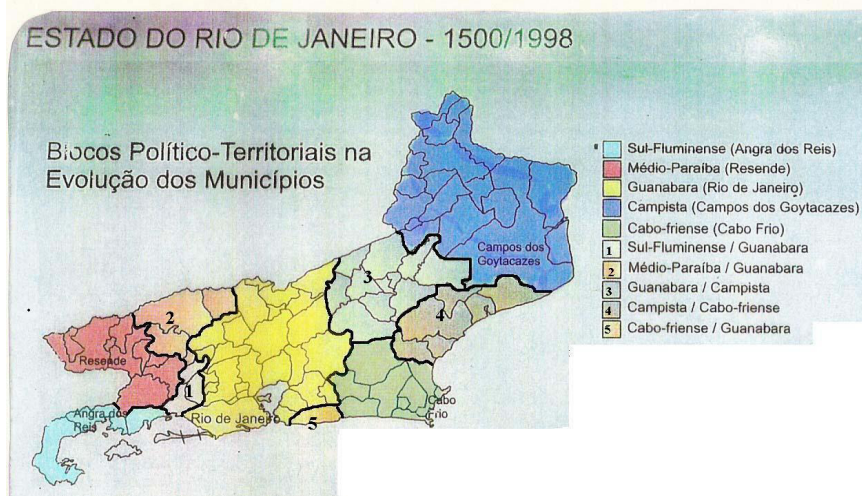 ESTADO DO RIO DE JANEIRO - 1500/1998
Blocos Político-Territoriais na
Evolução dos Municípios
Sul-Fluminense (Angra dos Reis)
Médio-Paraíba (Resende)
Guanabara (Rio de Janeiro)
Campista (Campos dos Goytacazes)
Cabo-friense (Cabo Frio)
1 Sul-Fluminense / Guanabara
2 Médio-Paraíba / Guanabara
3 Guanabara / Campista
4 Campista / Cabo-friense
5 Cabo-friense / Guanabara
Campos dos
Goytacazes
3
4
2
Resende
1
Angra dos
Reis
Rio de Janeiro
5
Cabo
Frio